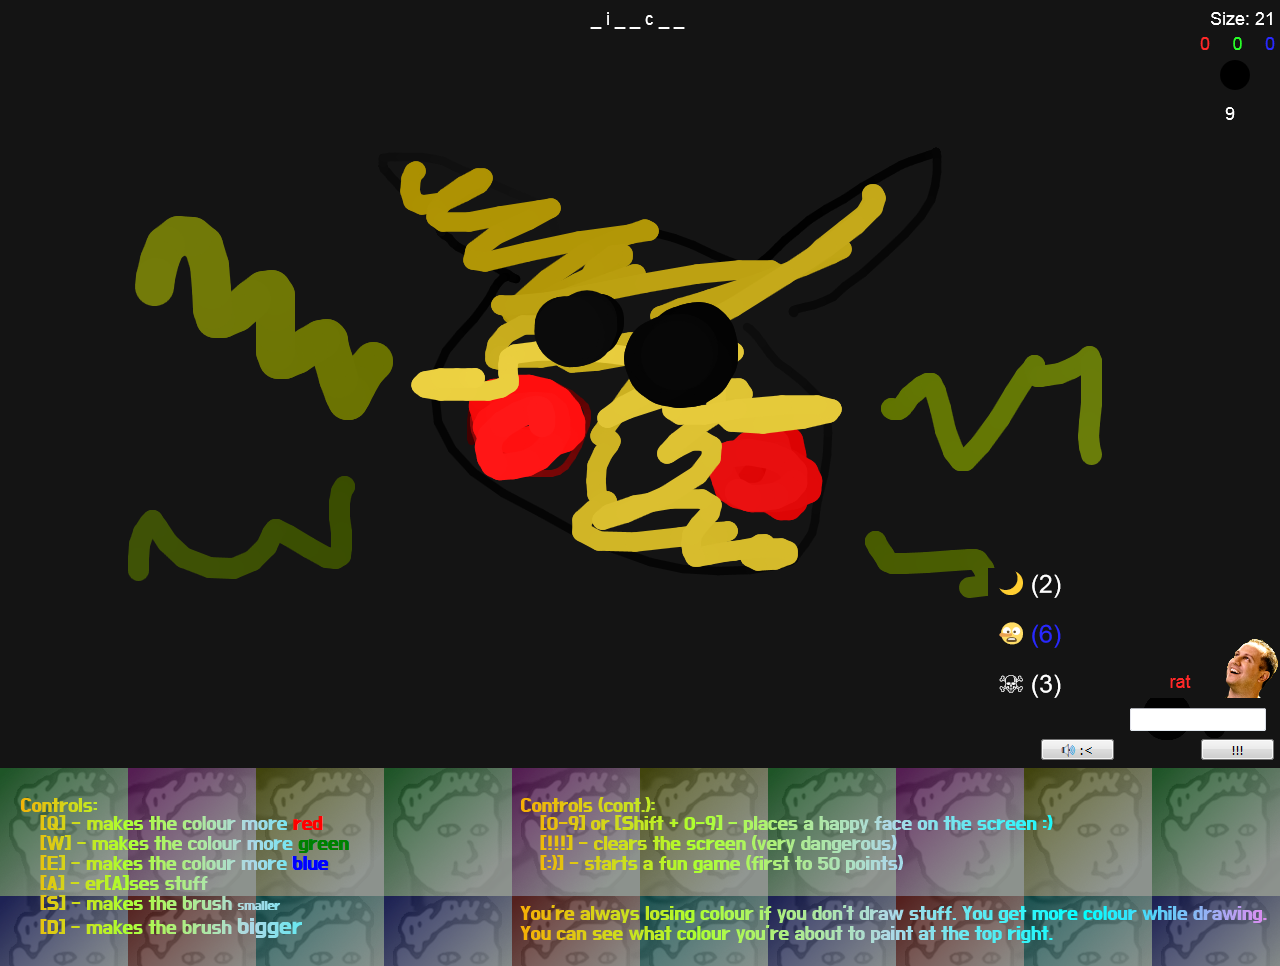 _ i _ _ c _ _
Size: 21
0 0 0
9
(2)
(6)
(3)
rat
:<
!!!
Controls:
[Q] - makes the colour more red
[W] - makes the colour more green
[E] - makes the colour more blue
[A] - er[A]ses stuff
[S] - makes the brush smaller
[D] - makes the brush bigger
Controls (cont.):
[0-9] or [Shift + 0-9] - places a happy face on the screen :)
[!!!] - clears the screen (very dangerous)
[:)] - starts a fun game (first to 50 points)
You're always losing colour if you don't draw stuff. You get more colour while drawing.
You can see what colour you're about to paint at the top right.